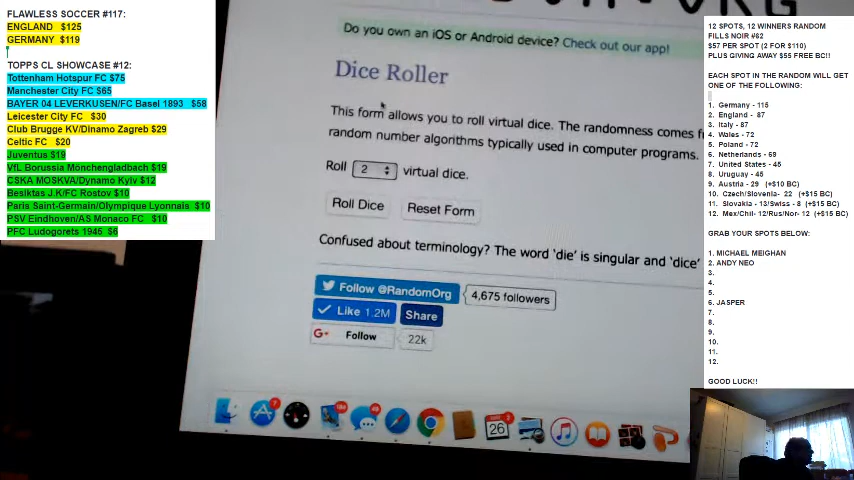 FLAWLESS SOCCER #117:
ENGLAND $125
GERMANY $119
TOPPS CL SHOWCASE #12:
Tottenham Hotspur FC $75
Manchester City FC $65
BAYER 04 LEVERKUSEN/FC Basel 1893 $58
Leicester City FC $30
Club Brugge KV/Dinamo Zagreb $29
Celtic FC $20
Juventus $19
VfL Borussia Mönchengladbach $19
CSKA MOSKVA/Dynamo Kyiv $12
Besiktas J.K/FC Rostov $10
Paris Saint-Germain/Olympique Lyonnais $10
PSV Eindhoven/AS Monaco FC $10
PFC Ludogorets 1945 $6
Do you own an iOS or Android device? Check out our app!
Dice Roller
This form allows you to roll virtual dice. The randomness comes f
random number algorithms typically used in computer programs.
Roll 2 virtual dice.
Roll Dice Reset Form
Confused about terminology? The word 'die' is singular and 'dice'
Follow @RandomOrg 4,675 followers
Like 1.2M Share
G+ Follow 22k
26
12 SPOTS, 12 WINNERS RANDOM
FILLS NOIR #62
$57 PER SPOT (2 FOR $110)
PLUS GIVING AWAY $55 FREE BC!!
EACH SPOT IN THE RANDOM WILL GET
ONE OF THE FOLLOWING:
1. Germany - 115
2. England - 87
3. Italy - 87
4. Wales - 72
5. Poland - 72
6. Netherlands - 69
7. United States - 45
8. Uruguay - 45
9. Austria - 29 (+$10 BC)
10. Czech/Slovenia- 22 (+$15 BC)
11. Slovakia - 13/Swiss - 8 (+$15 BC)
12. Mex/Chil- 12/Rus/Nor- 12 (+$15 BC)
GRAB YOUR SPOTS BELOW:
1. MICHAEL MEIGHAN
2. ANDY NEO
3.
4.
5.
6. JASPER
7.
8.
9.
10.
11.
12.
GOOD LUCK!!